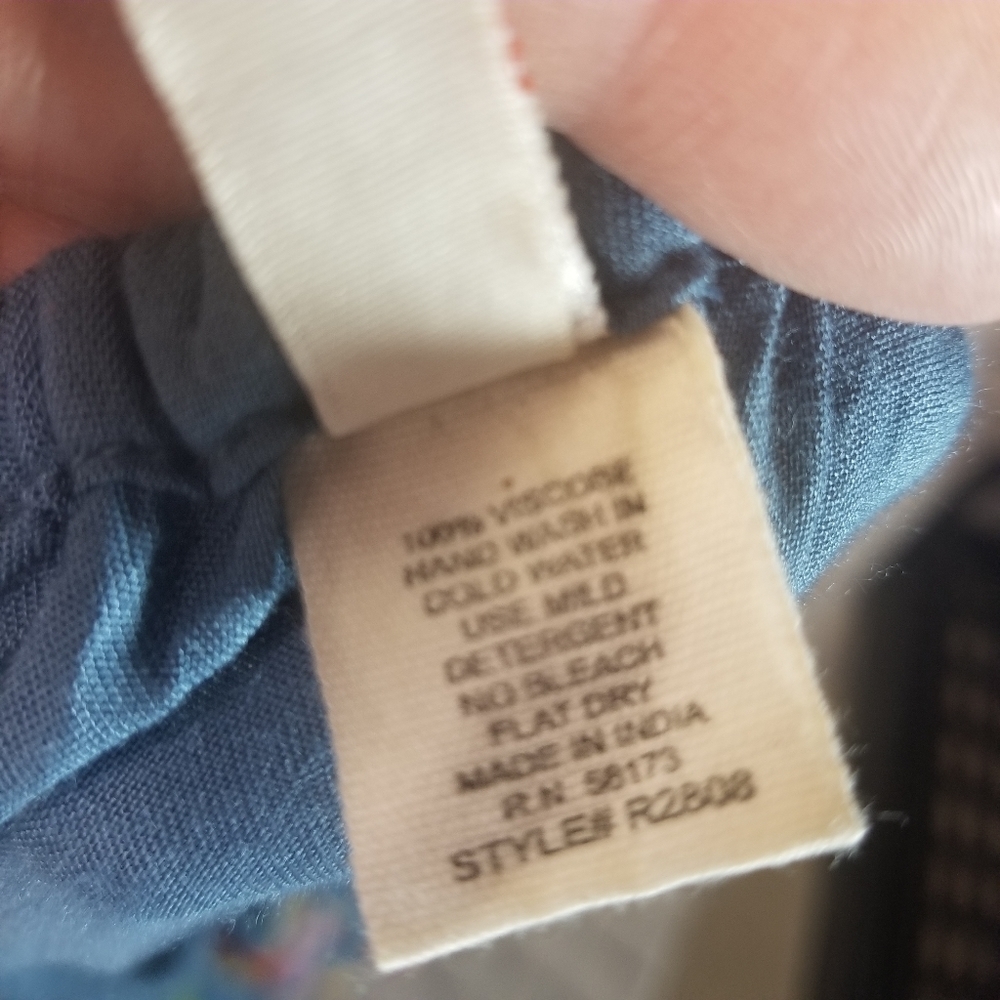 100% VISCOSE
HAND WASH IN
COLD WATER
USE MILD
DETERGENT
NO BLEACH
FLAT DRY
MADE IN INDIA
R.N. 58173
STYLE# R2808